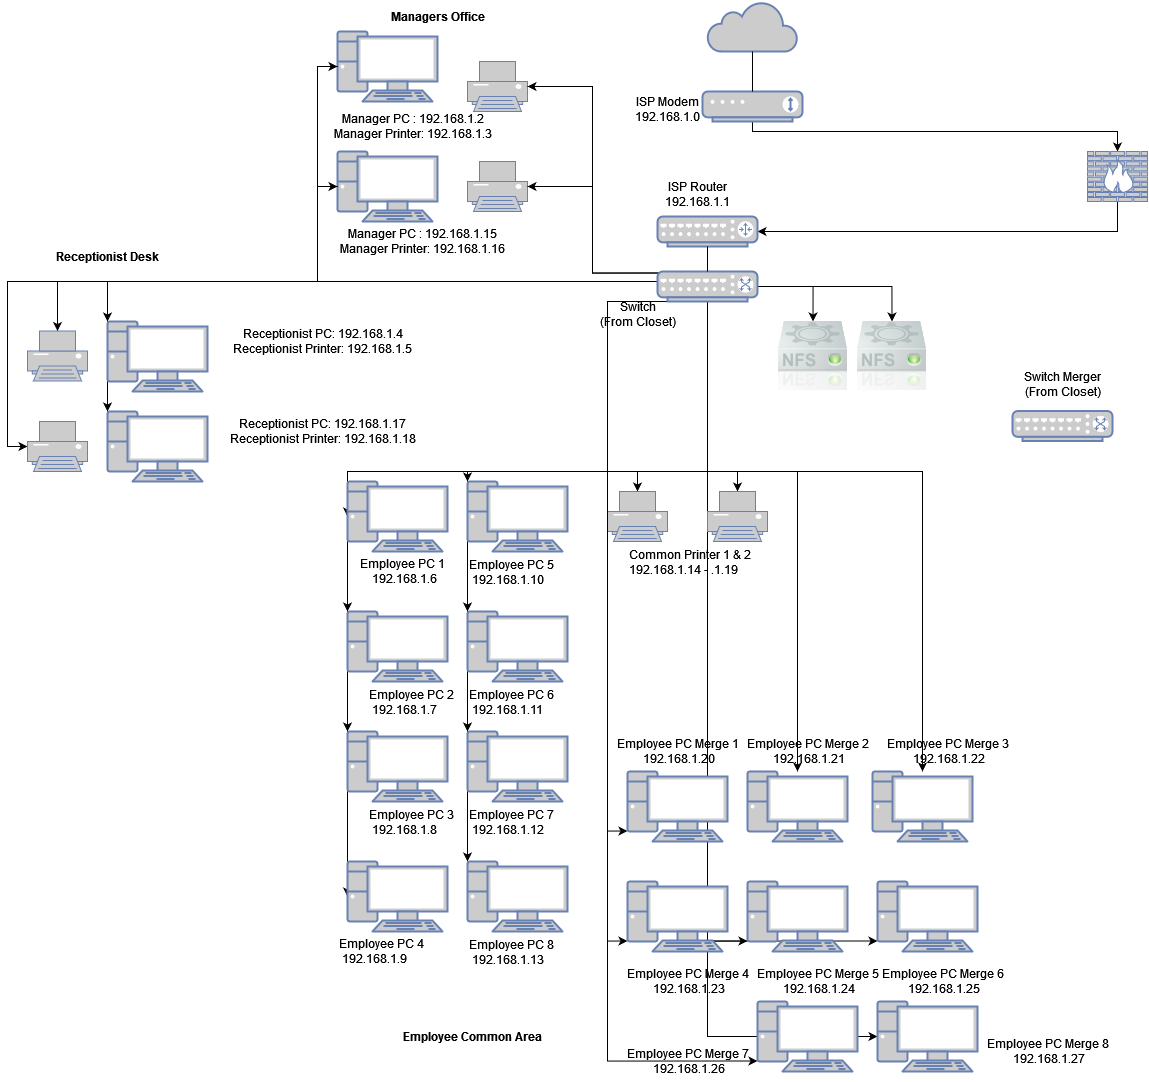 Managers Office
ISP Modem
192.168.1.0
Manager PC : 192.168.1.2
Manager Printer: 192.168.1.3
ISP Router
192.168.1.1
Manager PC : 192.168.1.15
Manager Printer: 192.168.1.16
Receptionist Desk
Switch
(From Closet)
Receptionist PC: 192.168.1.4
Receptionist Printer: 192.168.1.5
NFS
NFS
Switch Merger
(From Closet)
Receptionist PC: 192.168.1.17
Receptionist Printer: 192.168.1.18
Employee PC 1
192.168.1.6
Employee PC 5
192.168.1.10
Common Printer 1 & 2
192.168.1.14 - .1.19
Employee PC 2
192.168.1.7
Employee PC 6
192.168.1.11
Employee PC Merge 1
192.168.1.20
Employee PC Merge 2
192.168.1.21
Employee PC Merge 3
192.168.1.22
Employee PC 3
192.168.1.8
Employee PC 7
192.168.1.12
Employee PC 4
192.168.1.9
Employee PC 8
192.168.1.13
Employee PC Merge 4
192.168.1.23
Employee PC Merge 5
192.168.1.24
Employee PC Merge 6
192.168.1.25
Employee Common Area
Employee PC Merge 7
192.168.1.26
Employee PC Merge 8
192.168.1.27